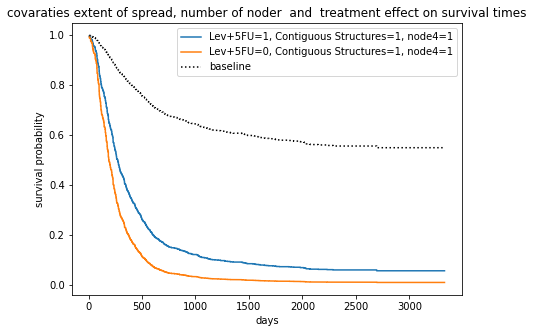 covaraties extent of spread, number of noder  and  treatment effect on survival times
Lev+5FU=1, Contiguous Structures=1, node4=1
Lev+5FU=0, Contiguous Structures=1, node4=1
baseline
survival probability
1.0
0.8
0.6
0.4
0.2
0.0
0 500 1000 1500 2000 2500 3000
days